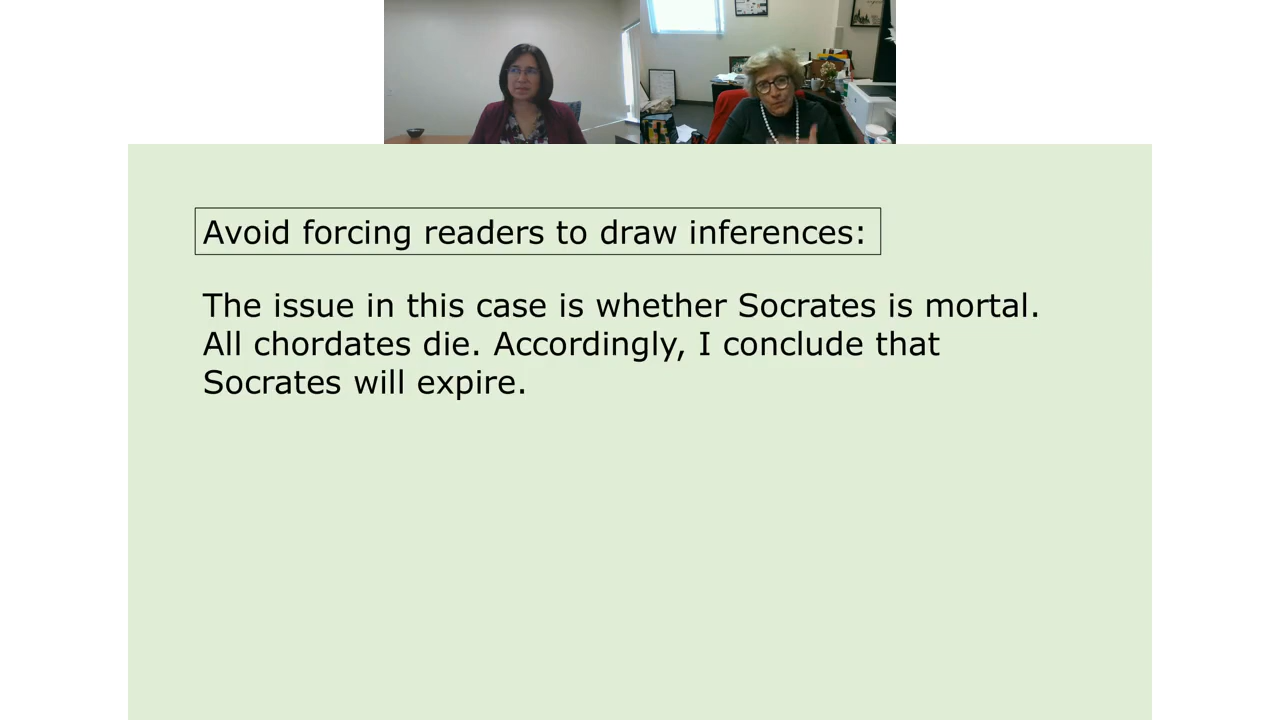 Avoid forcing readers to draw inferences:
The issue in this case is whether Socrates is mortal.
All chordates die. Accordingly, I conclude that
Socrates will expire.